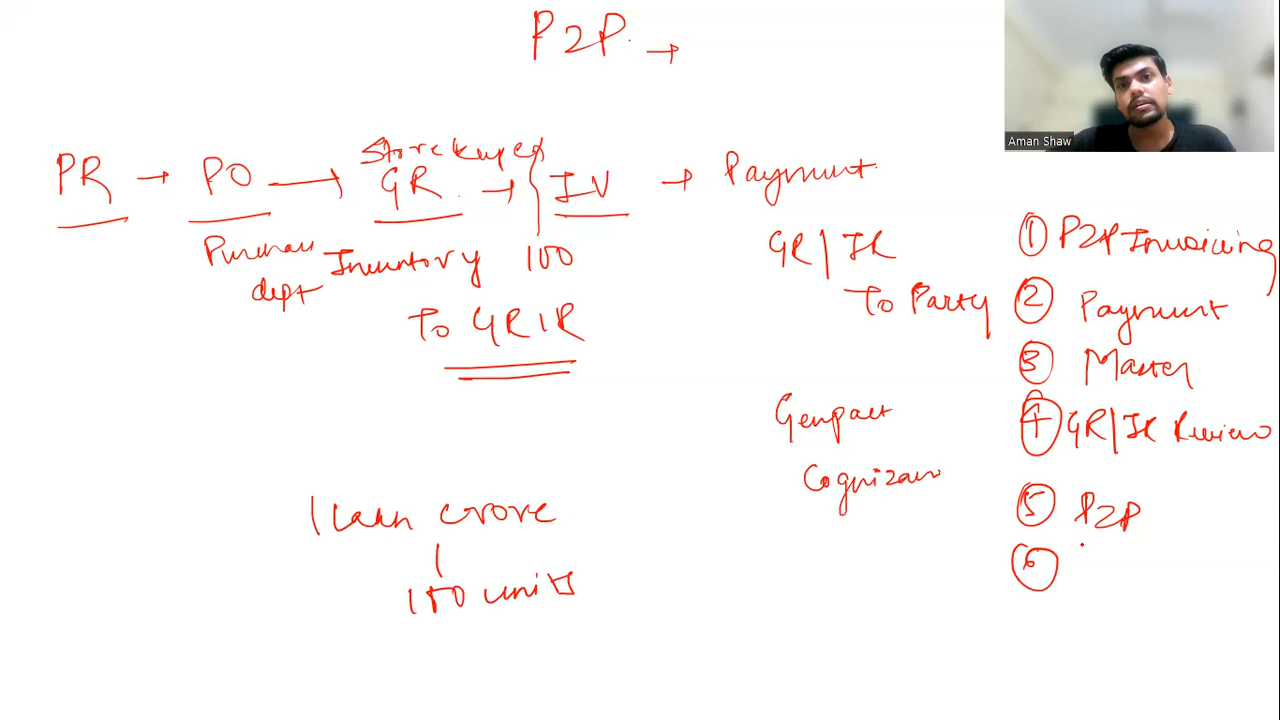 P2P. →
Aman Shaw
Storekeeper
PR → PO → GR → IV → Payment
Purchase dept
Inventory 100
To GR IR
GR/IR
To Party
① P2P Invoicing
② Payment
③ Master
④ GR/IR Review
⑤ P2P
⑥
Genpact
Cognizan
1 Lakh crore
150 units